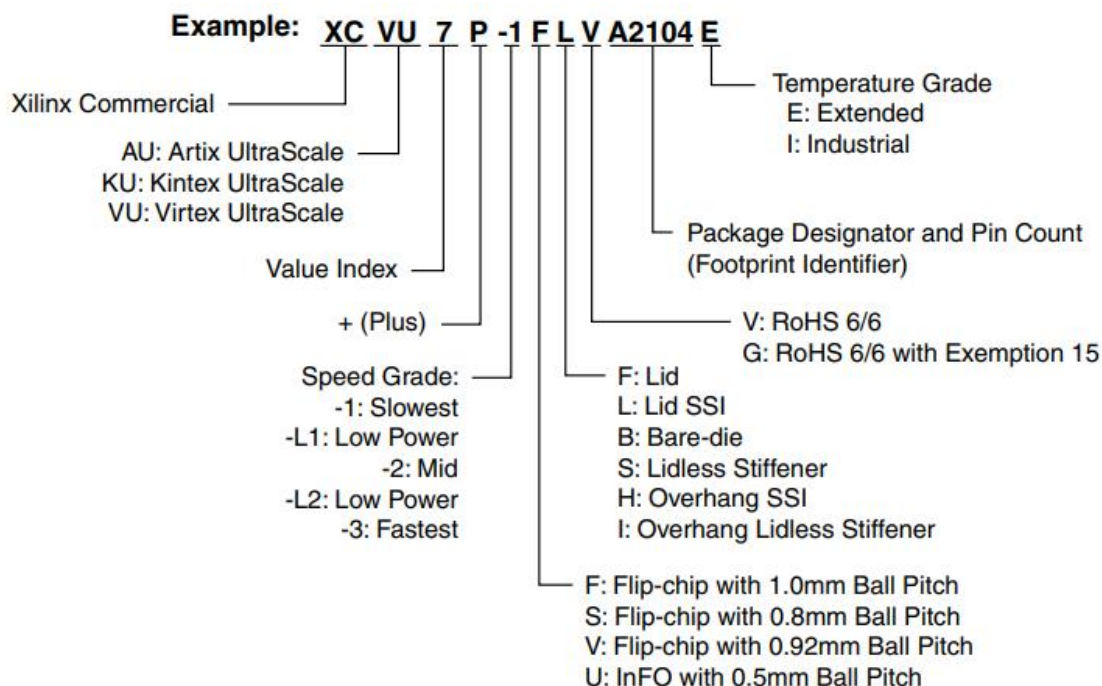 Example: XC VU 7 P -1 F L V A2104 E
Xilinx Commercial
AU: Artix UltraScale
KU: Kintex UltraScale
VU: Virtex UltraScale
Value Index
+ (Plus)
Speed Grade:
-1: Slowest
-L1: Low Power
-2: Mid
-L2: Low Power
-3: Fastest
Temperature Grade
E: Extended
I: Industrial
Package Designator and Pin Count
(Footprint Identifier)
V: RoHS 6/6
G: RoHS 6/6 with Exemption 15
F: Lid
L: Lid SSI
B: Bare-die
S: Lidless Stiffener
H: Overhang SSI
I: Overhang Lidless Stiffener
F: Flip-chip with 1.0mm Ball Pitch
S: Flip-chip with 0.8mm Ball Pitch
V: Flip-chip with 0.92mm Ball Pitch
U: InFO with 0.5mm Ball Pitch